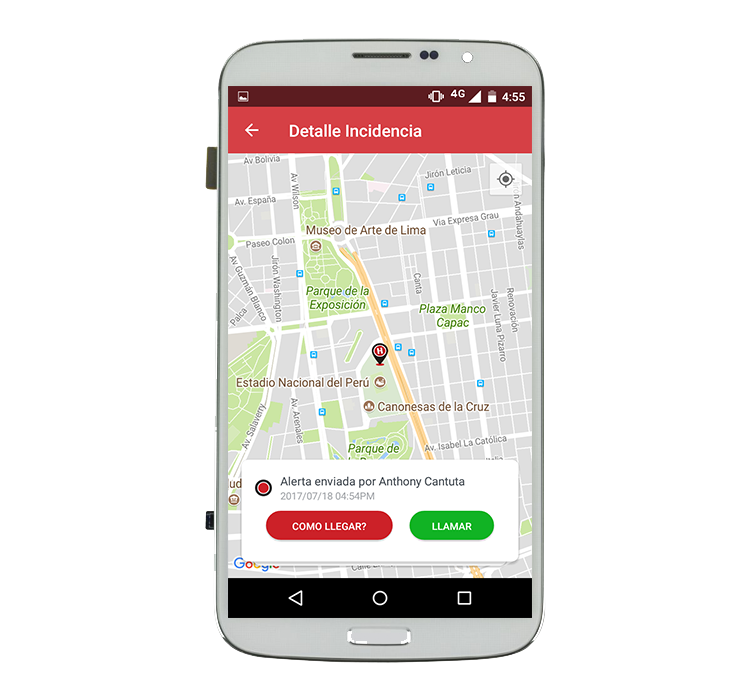 4G 4:55
Detalle Incidencia
Av Bolivia
Jirón Leticia
Av. España
Av Wilson
Via Expresa Grau
n Andahuaylas
Museo de Arte de Lima
Paseo Colon
Av Guzmán Blanco
Jirón Washington
Canta
Parque de la
Exposición
Palca
Plaza Manco
Capac
Renovación
Javier Luna Pizarro
H
Estadio Nacional del Perú
Canonesas de la Cruz
Av. Salaverry
Av. Arenales
Av. Isabel La Católica
Parque de
Alerta enviada por Anthony Cantuta
2017/07/18 04:54PM
COMO LLEGAR?
LLAMAR
Google